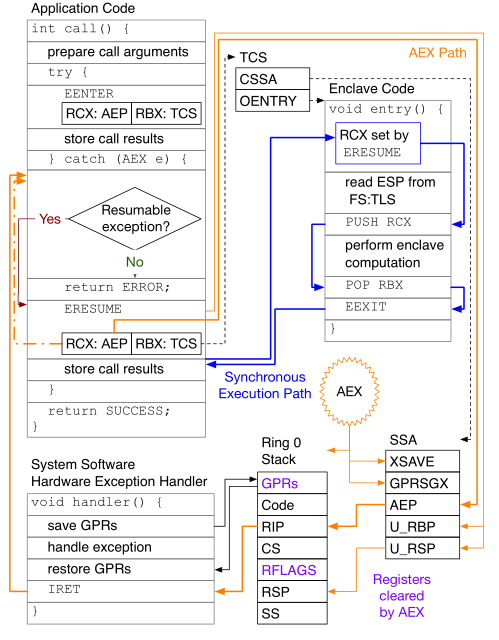 Application Code
int call() {
prepare call arguments
try {
EENTER
RCX: AEP
RBX: TCS
store call results
} catch (AEX e) {
Resumable
exception?
Yes
No
return ERROR;
ERESUME
RCX: AEP
RBX: TCS
store call results
}
return SUCCESS;
}
AEX Path
TCS
CSSA
OENTRY
Enclave Code
void entry() {
RCX set by
ERESUME
read ESP from
FS:TLS
PUSH RCX
perform enclave
computation
POP RBX
EEXIT
}
Synchronous
Execution Path
AEX
System Software
Hardware Exception Handler
void handler() {
save GPRs
handle exception
restore GPRs
IRET
}
Ring 0
Stack
GPRs
Code
RIP
CS
RFLAGS
RSP
SS
SSA
XSAVE
GPRSGX
AEP
U_RBP
U_RSP
Registers
cleared
by AEX